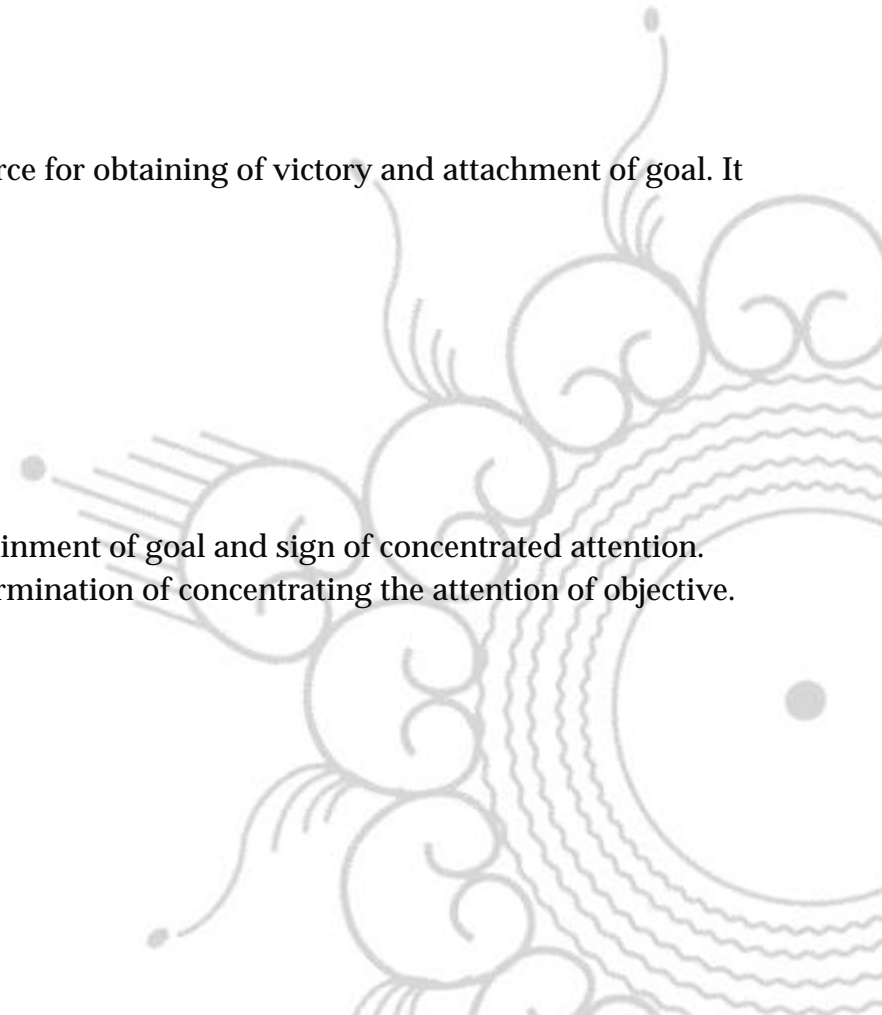 rce for obtaining of victory and attachment of goal. It
inment of goal and sign of concentrated attention.
rmination of concentrating the attention of objective.